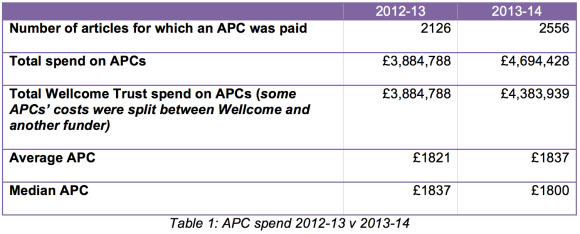 2012-13 2013-14
Number of articles for which an APC was paid 2126 2556
Total spend on APCs £3,884,788 £4,694,428
Total Wellcome Trust spend on APCs (some £3,884,788 £4,383,939
APCs' costs were split between Wellcome and
another funder)
Average APC £1821 £1837
Median APC £1837 £1800
Table 1: APC spend 2012-13 v 2013-14